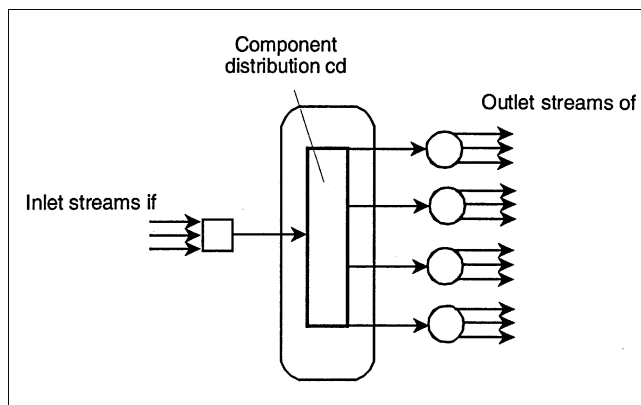 Component
distribution cd
Outlet streams of
Inlet streams if